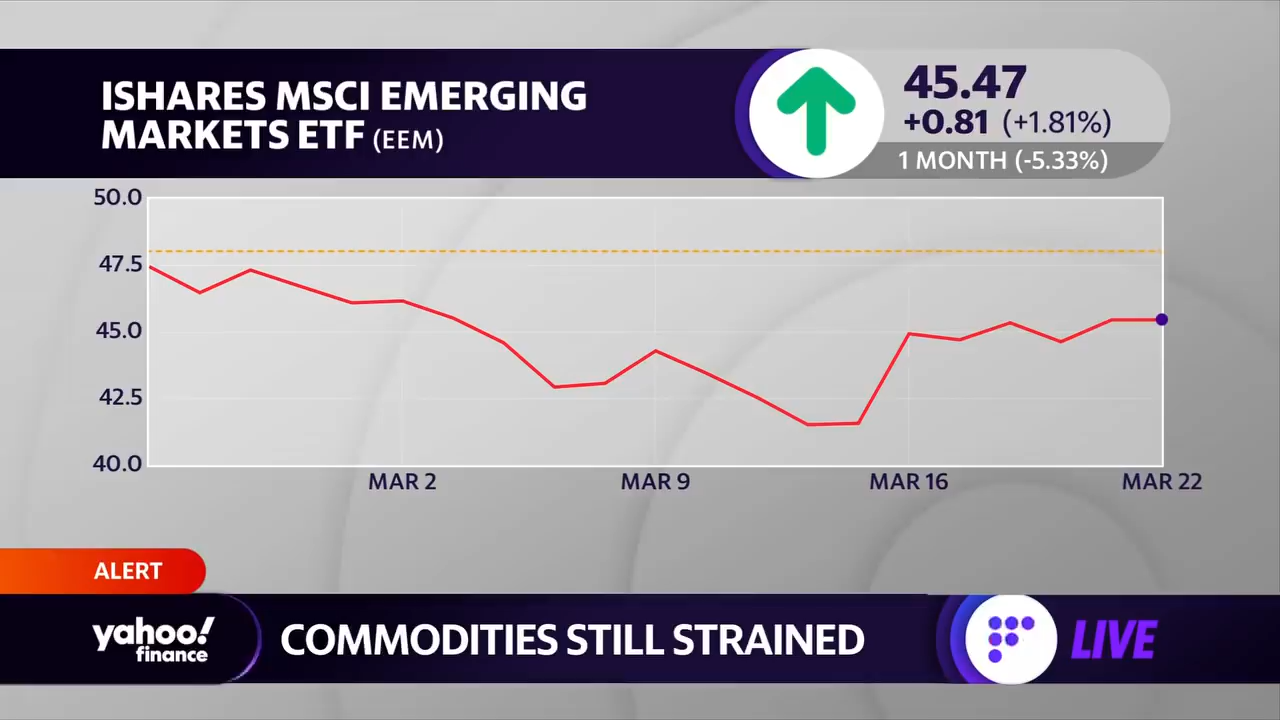 ISHARES MSCI EMERGING
MARKETS ETF (EEM)
45.47
+0.81 (+1.81%)
1 MONTH (-5.33%)
50.0
47.5
45.0
42.5
40.0
MAR 2 MAR 9 MAR 16 MAR 22
ALERT
yahoo!
finance
COMMODITIES STILL STRAINED
LIVE